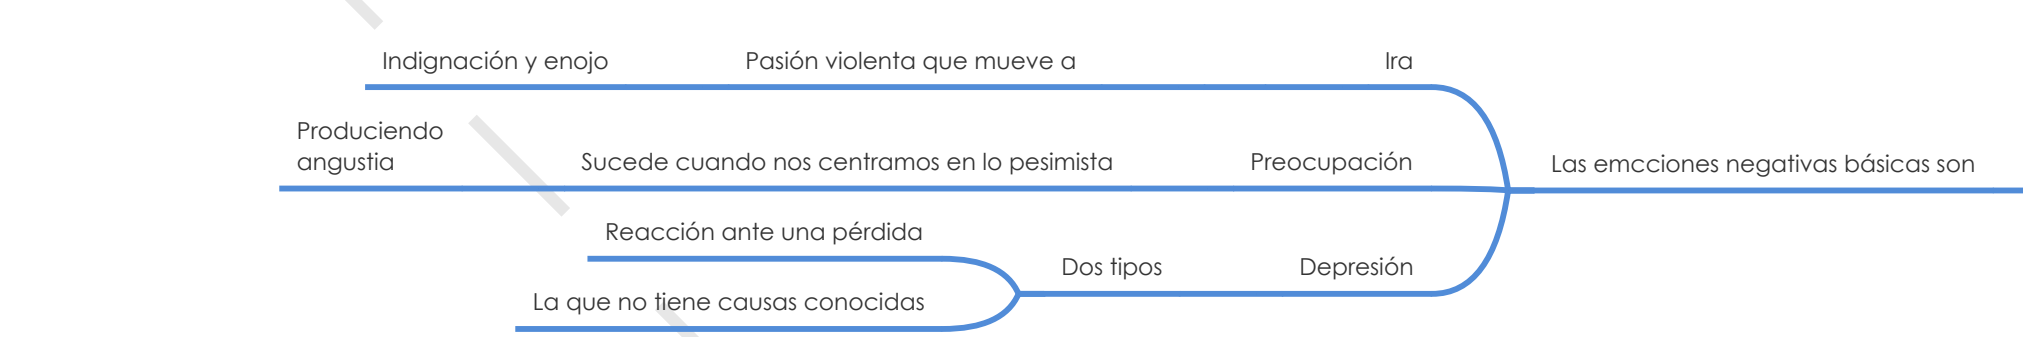 Indignación y enojo
Pasión violenta que mueve a
Ira
Produciendo
angustia
Sucede cuando nos centramos en lo pesimista
Preocupación
Las emcciones negativas básicas son
Reacción ante una pérdida
Dos tipos
Depresión
La que no tiene causas conocidas